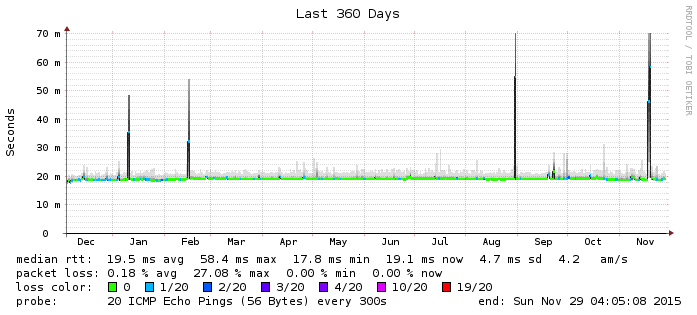 Last 360 Days
RRDTOOL / TOBI OETIKER
Seconds
70 m
60 m
50 m
40 m
30 m
20 m
10 m
0
Dec Jan Feb Mar Apr May Jun Jul Aug Sep Oct Nov
median rtt: 19.5 ms avg 58.4 ms max 17.8 ms min 19.1 ms now 4.7 ms sd 4.2 am/s
packet loss: 0.18 % avg 27.08 % max 0.00 % min 0.00 % now
loss color: 0 1/20 2/20 3/20 4/20 10/20 19/20
probe: 20 ICMP Echo Pings (56 Bytes) every 300s end: Sun Nov 29 04:05:08 2015